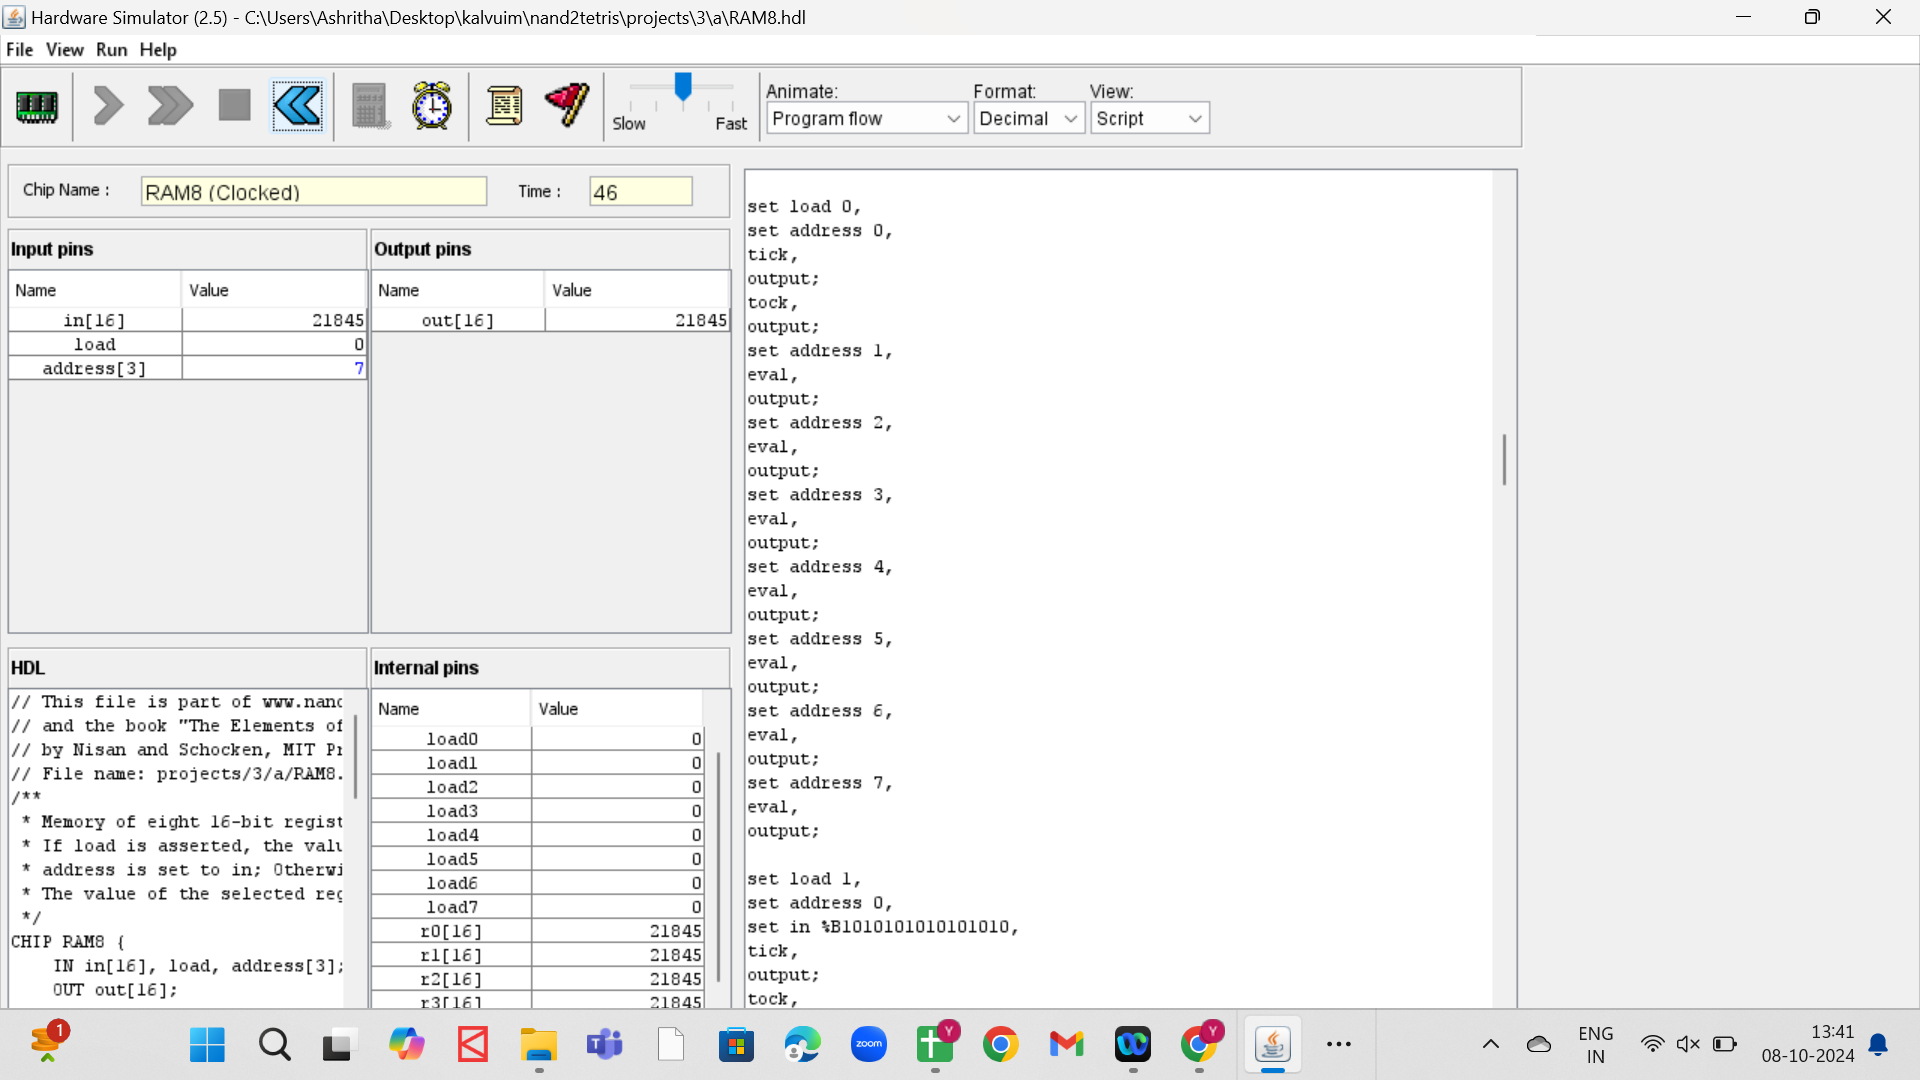 Hardware Simulator (2.5) - C:\Users\Ashritha\Desktop\kalvuim\nand2tetris\projects\3\a\RAM8.hdl
File View Run Help
Slow Fast
Animate:
Program flow
Format:
Decimal
View:
Script
Chip Name :
RAM8 (Clocked)
Time :
46
Input pins
Name Value
in[16] 21845
load 0
address[3] 7
Output pins
Name Value
out[16] 21845
HDL
// This file is part of www.nand
// and the book "The Elements of
// by Nisan and Schocken, MIT Pr
// File name: projects/3/a/RAM8.
/**
* Memory of eight 16-bit regist
* If load is asserted, the valu
* address is set to in; Otherwi
* The value of the selected reg
*/
CHIP RAM8 {
IN in[16], load, address[3];
OUT out[16];
Internal pins
Name Value
load0 0
load1 0
load2 0
load3 0
load4 0
load5 0
load6 0
load7 0
r0[16] 21845
r1[16] 21845
r2[16] 21845
r3[16] 21845
set load 0,
set address 0,
tick,
output;
tock,
output;
set address 1,
eval,
output;
set address 2,
eval,
output;
set address 3,
eval,
output;
set address 4,
eval,
output;
set address 5,
eval,
output;
set address 6,
eval,
output;
set address 7,
eval,
output;
set load 1,
set address 0,
set in %B1010101010101010,
tick,
output;
tock,
1
zoom
Y
Y
ENG
IN
13:41
08-10-2024